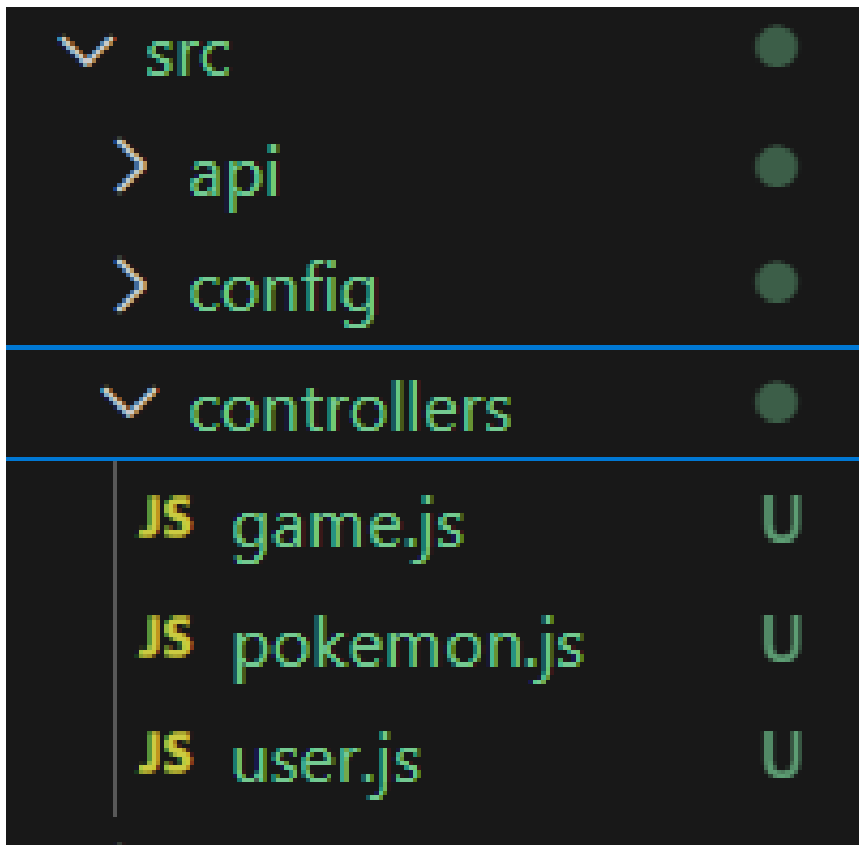 src
api
config
controllers
JS game.js U
JS pokemon.js U
JS user.js U